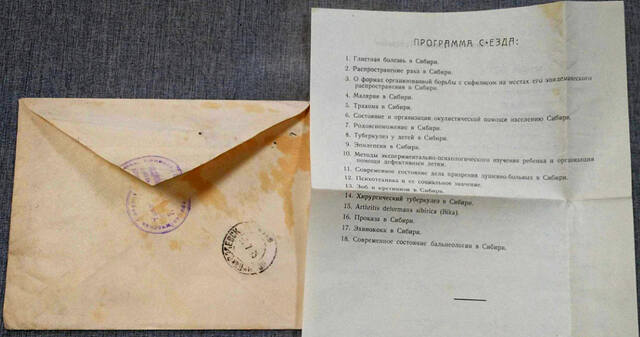 ПРОГРАММА С'ЕЗДА:
1. Глистная болезнь в Сибири.
2. Распространение рака в Сибири.
3. О формах организованной борьбы с сифилисом на местах его эпидемического
распространения в Сибири.
4. Малярия в Сибири.
5. Трахома в Сибири.
6. Состояние и организация окулистической помощи населению Сибири.
7. Родовспоможение в Сибири.
8. Туберкулез у детей в Сибири.
9. Эпилепсия в Сибири.
10. Методы экспериментально-психологического изучения ребенка и организация
помощи дефективным детям.
11. Современное состояние дела призрения душевно-больных в Сибири.
12. Психотехника и ее социальное значение.
13. Зоб и кретинизм в Сибири.
14. Хирургический туберкулез в Сибири.
15. Arthritis deformans sibirica (Bika).
16. Проказа в Сибири.
17. Эхинококк в Сибири.
18. Современное состояние бальнеологии в Сибири.